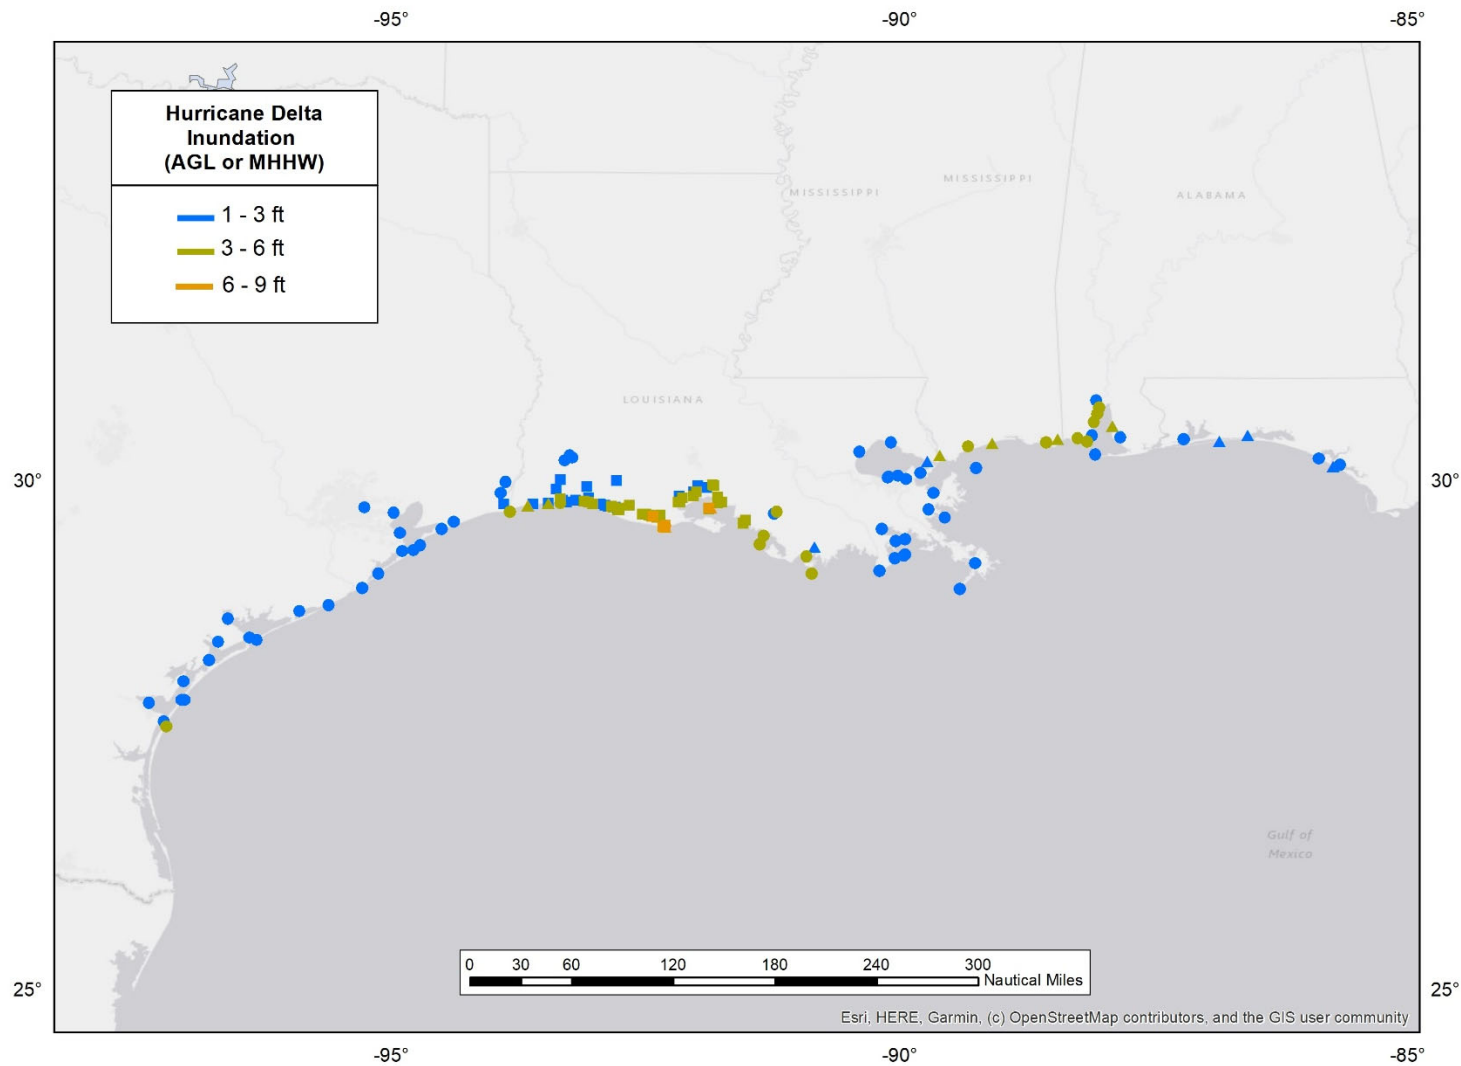 -95°
-90°
-85°
Hurricane Delta
Inundation
(AGL or MHHW)
1 - 3 ft
3 - 6 ft
6 - 9 ft
MISSISSIPPI
MISSISSIPPI
ALABAMA
LOUISIANA
30°
30°
Gulf of
Mexico
0 30 60 120 180 240 300
Nautical Miles
25°
25°
Esri, HERE, Garmin, (c) OpenStreetMap contributors, and the GIS user community
-95°
-90°
-85°